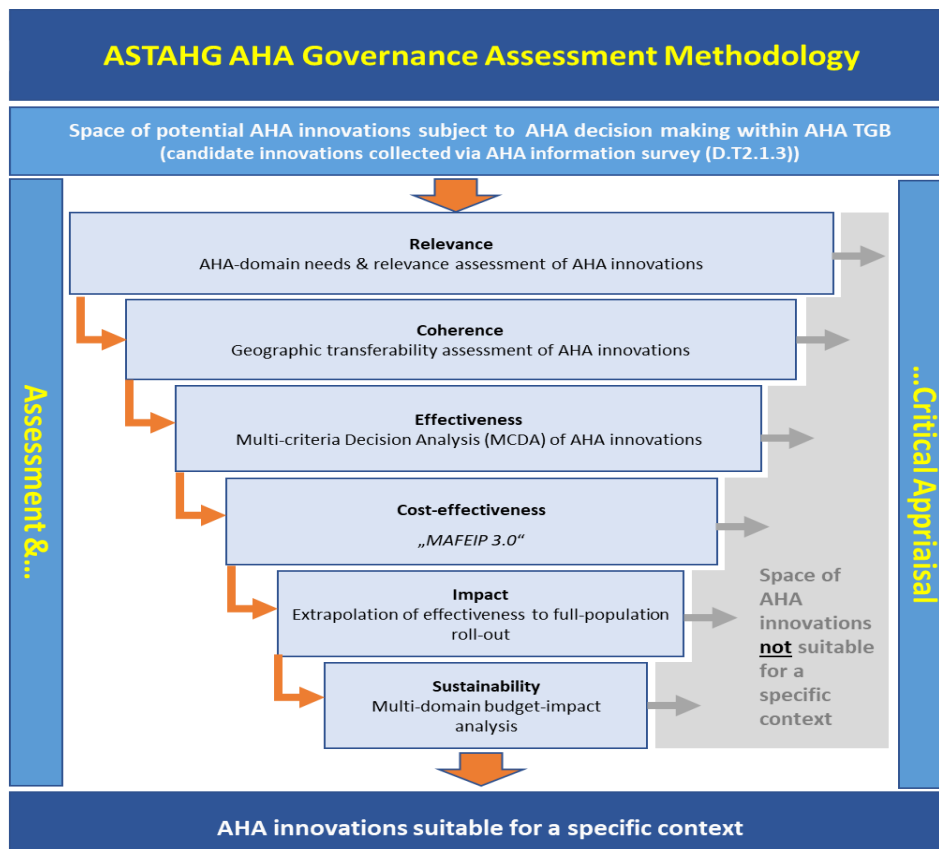 ASTAHG AHA Governance Assessment Methodology
Space of potential AHA innovations subject to AHA decision making within AHA TGB
(candidate innovations collected via AHA information survey (D.T2.1.3))
Assessment &...
Relevance
AHA-domain needs & relevance assessment of AHA innovations
Coherence
Geographic transferability assessment of AHA innovations
Effectiveness
Multi-criteria Decision Analysis (MCDA) of AHA innovations
Cost-effectiveness
„MAFEIP 3.0“
Impact
Extrapolation of effectiveness to full-population
roll-out
Sustainability
Multi-domain budget-impact
analysis
Space of
AHA
innovations
not suitable
for a
specific
context
...Critical Appraisal
AHA innovations suitable for a specific context